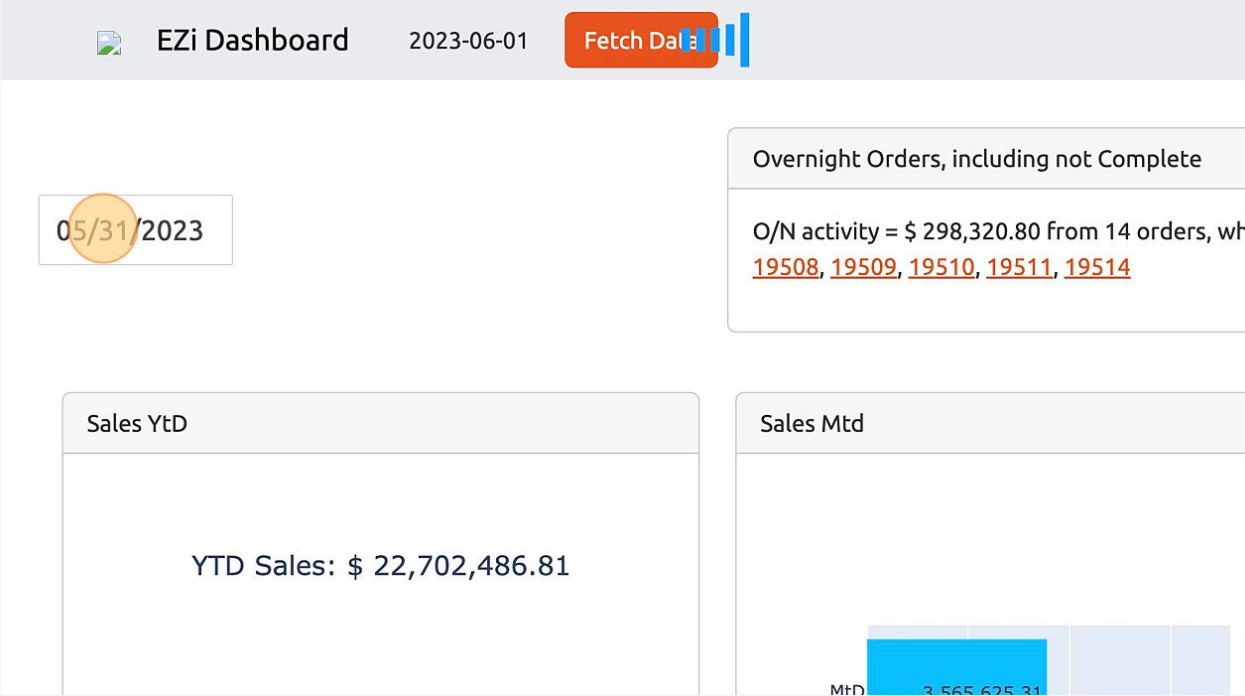 EZi Dashboard 2023-06-01 Fetch Data
05/31/2023
Overnight Orders, including not Complete
O/N activity = $ 298,320.80 from 14 orders, wh
19508, 19509, 19510, 19511, 19514
Sales YtD
YTD Sales: $ 22,702,486.81
Sales Mtd
MtD 3,565,625.31